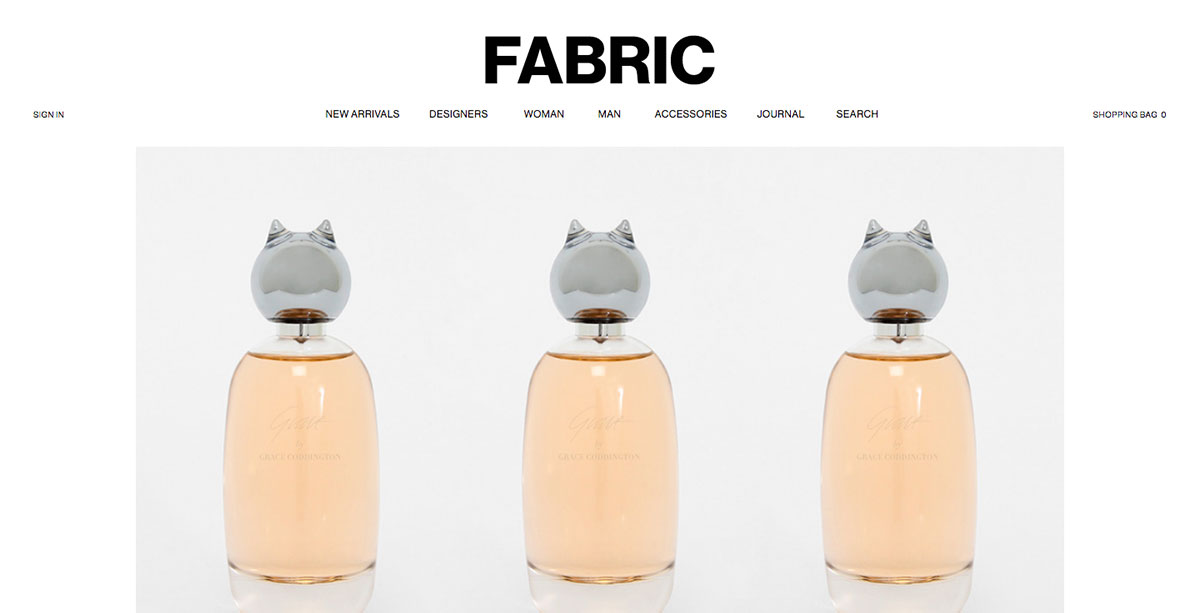 FABRIC
SIGN IN
NEW ARRIVALS
DESIGNERS
WOMAN
MAN
ACCESSORIES
JOURNAL
SEARCH
SHOPPING BAG 0
Grace
by
GRACE CODDINGTON
Grace
by
GRACE CODDINGTON
Grace
by
GRACE CODDINGTON